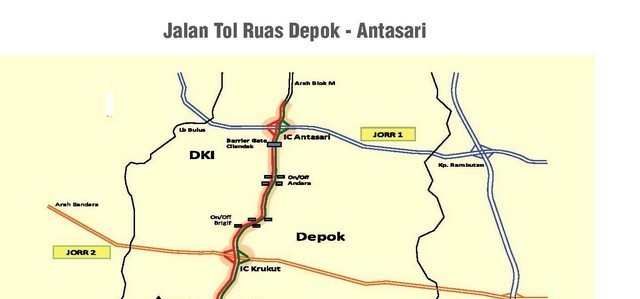 Jalan Tol Ruas Depok - Antasari
Arah Blok M
Lb Bulus
IC Antasari
JORR 1
Barrier Gate
Cilandak
DKI
Kp. Rambutan
On/Off
Andara
Arah Bandara
On/Off
Brigif
Depok
JORR 2
IC Krukut